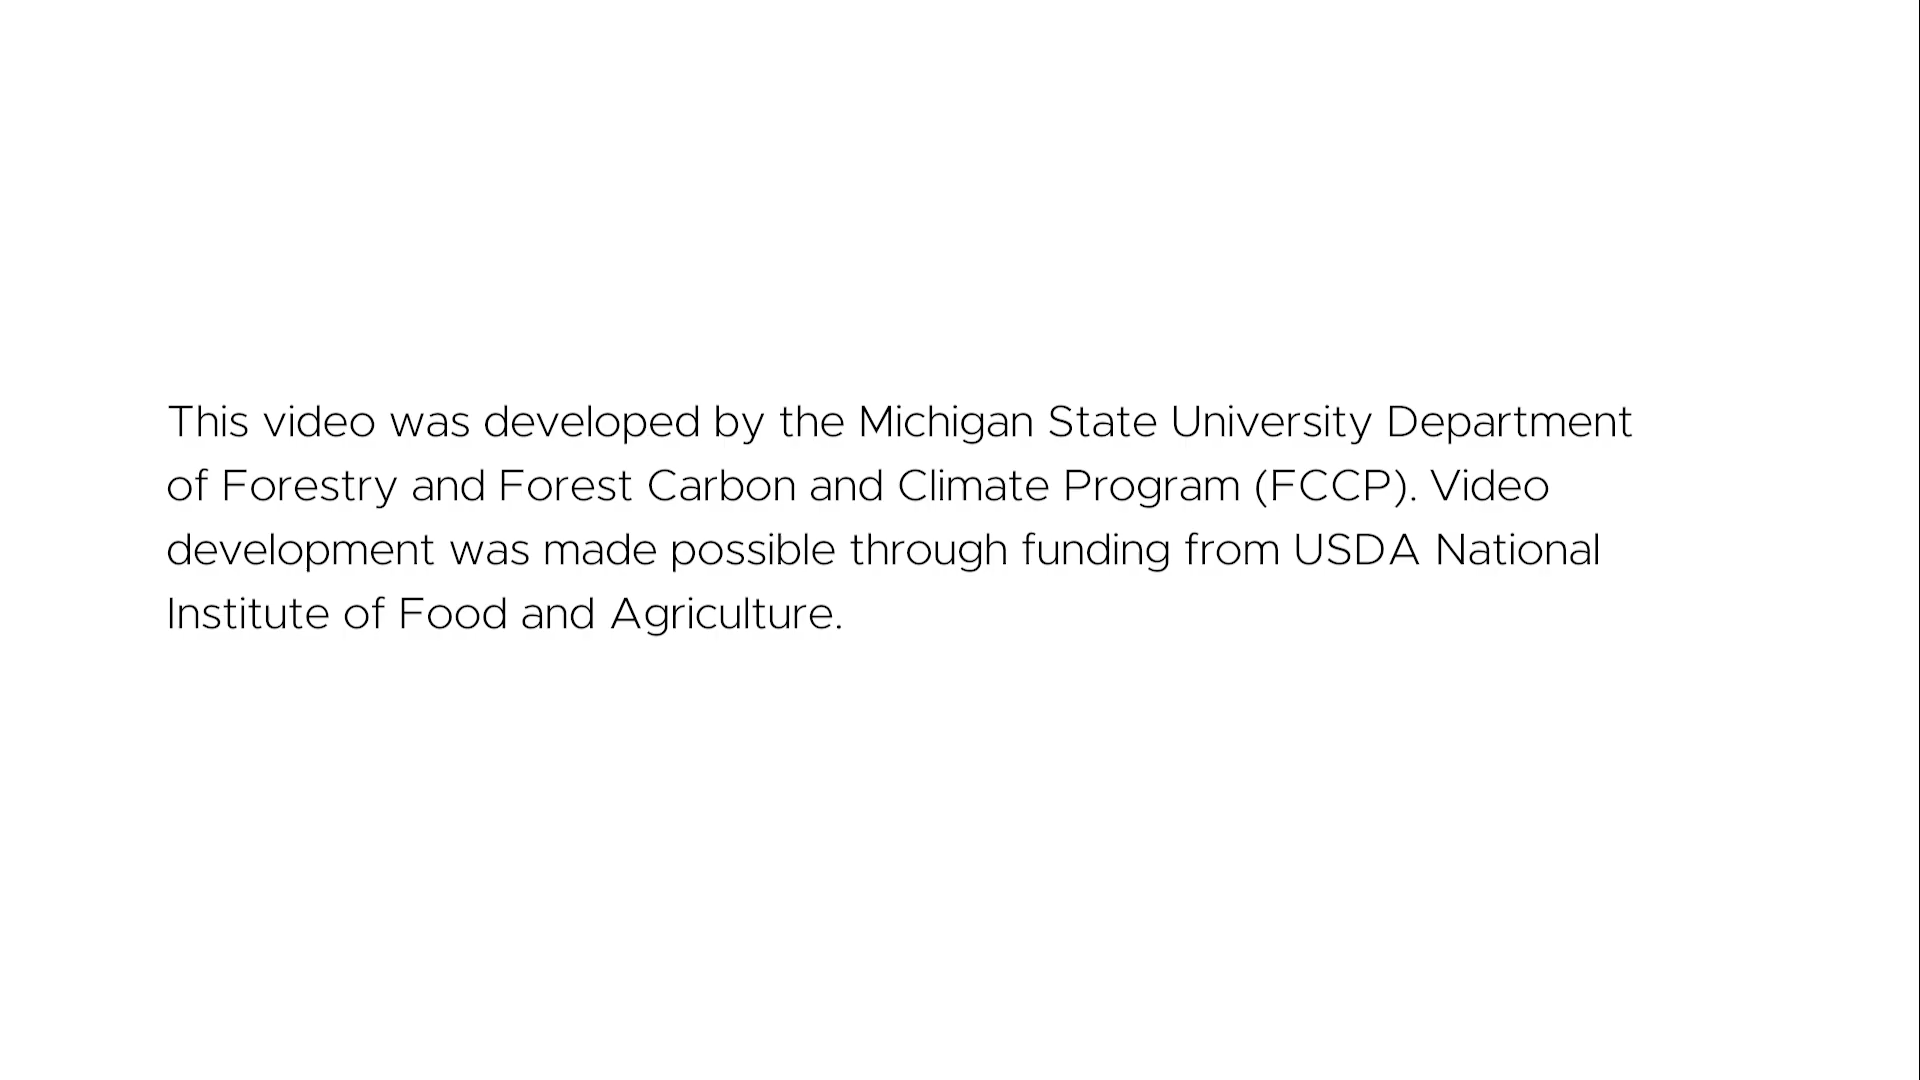 This video was developed by the Michigan State University Department
of Forestry and Forest Carbon and Climate Program (FCCP). Video
development was made possible through funding from USDA National
Institute of Food and Agriculture.